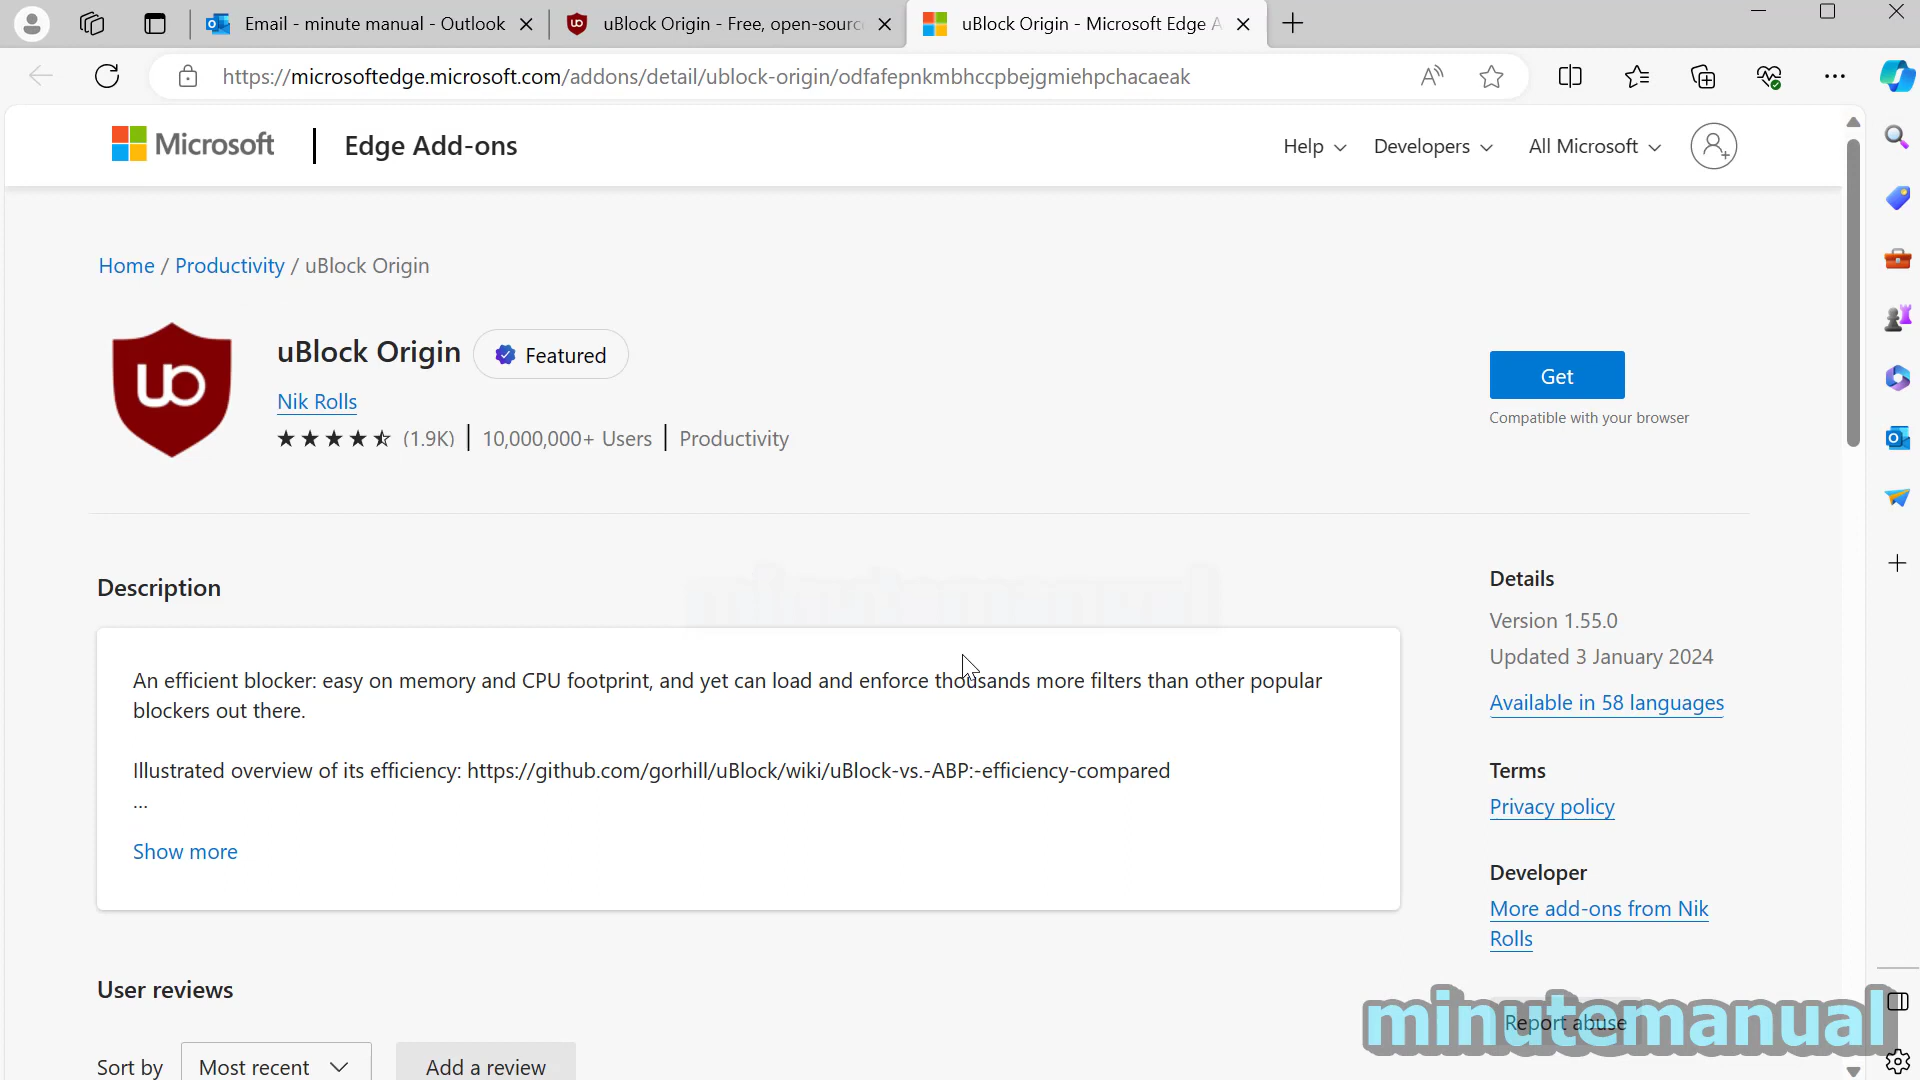 Email - minute manual - Outlook
uBlock Origin - Free, open-sourc
uBlock Origin - Microsoft Edge A
https://microsoftedge.microsoft.com/addons/detail/ublock-origin/odfafepnkmbhccpbejgmiehpchacaeak
Microsoft
Edge Add-ons
Help
Developers
All Microsoft
Home / Productivity / uBlock Origin
uBlock Origin
Featured
Nik Rolls
(1.9K)
10,000,000+ Users
Productivity
Get
Compatible with your browser
Description
An efficient blocker: easy on memory and CPU footprint, and yet can load and enforce thousands more filters than other popular
blockers out there.
Illustrated overview of its efficiency: https://github.com/gorhill/uBlock/wiki/uBlock-vs.-ABP:-efficiency-compared
...
Show more
Details
Version 1.55.0
Updated 3 January 2024
Available in 58 languages
Terms
Privacy policy
Developer
More add-ons from Nik
Rolls
Report abuse
User reviews
Sort by
Most recent
Add a review
minutemanual
minutemanual